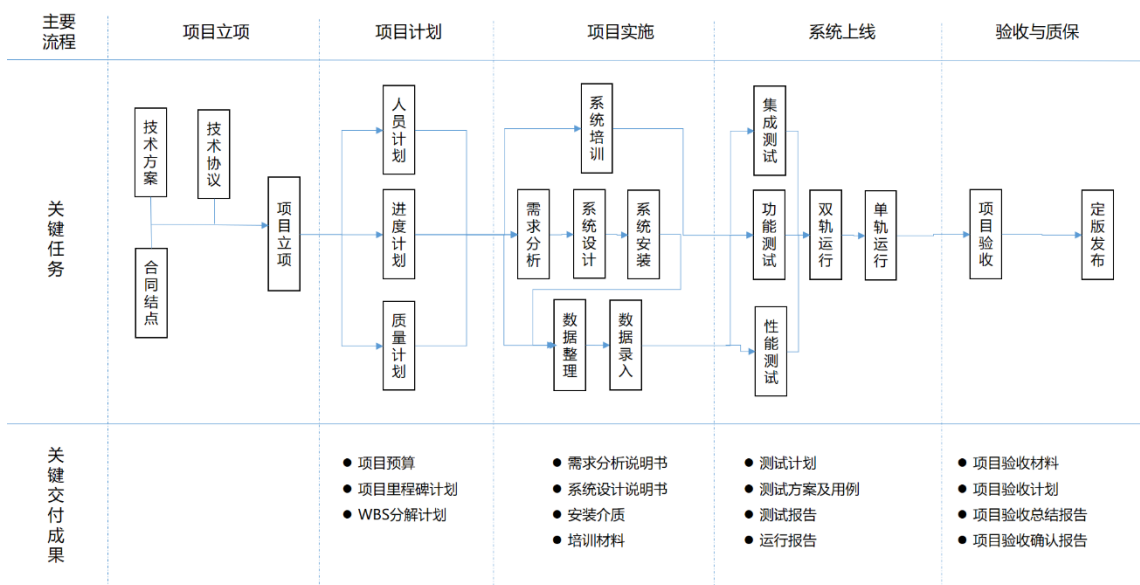 主要
流程
项目立项
项目计划
项目实施
系统上线
验收与质保
关键任务
技术方案
技术协议
合同结点
项目立项
人员计划
进度计划
质量计划
系统培训
需求分析
系统设计
系统安装
数据整理
数据录入
集成测试
功能测试
性能测试
双轨运行
单轨运行
项目验收
定版发布
关键交付成果
● 项目预算
● 项目里程碑计划
● WBS分解计划
● 需求分析说明书
● 系统设计说明书
● 安装介质
● 培训材料
● 测试计划
● 测试方案及用例
● 测试报告
● 运行报告
● 项目验收材料
● 项目验收计划
● 项目验收总结报告
● 项目验收确认报告